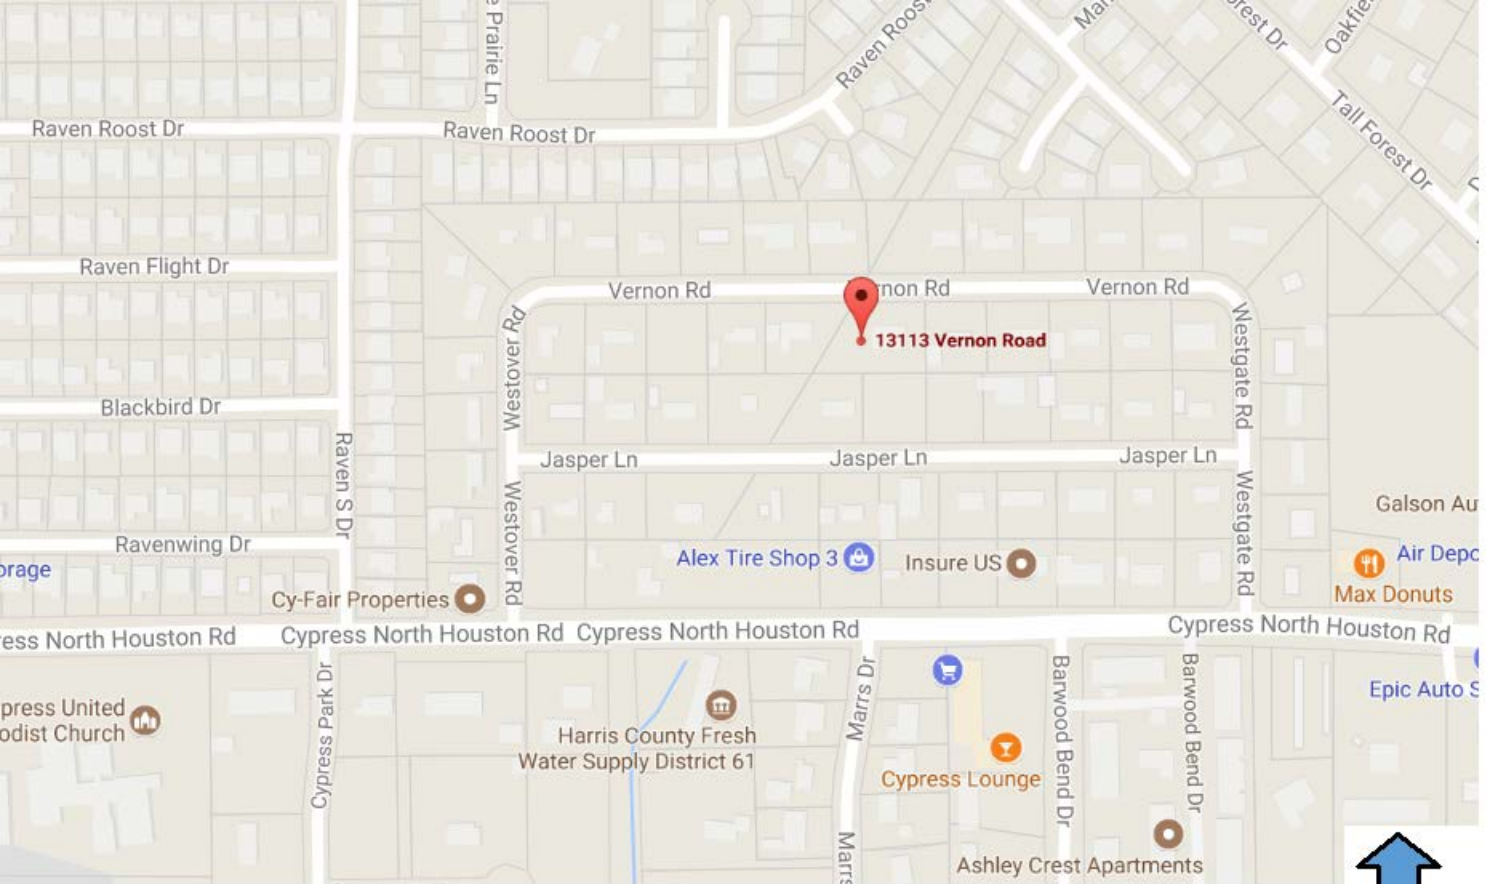 Prairie Ln
Raven Roost
Forest Dr
Raven Roost Dr
Raven Roost Dr
Tall Forest Dr
Raven Flight Dr
Vernon Rd
Vernon Rd
Westover Rd
Westgate Rd
13113 Vernon Road
Blackbird Dr
Raven S Dr
Jasper Ln
Jasper Ln
Jasper Ln
Westover Rd
Westgate Rd
Galson
Ravenwing Dr
Alex Tire Shop 3
Insure US
Air
Max Donuts
Cy-Fair Properties
North Houston Rd
Cypress North Houston Rd
Cypress North Houston Rd
Cypress North Houston Rd
Cypress Park Dr
Marrs Dr
Barwood Bend Dr
Barwood Bend Dr
Epic Auto
United
Church
Harris County Fresh
Water Supply District 61
Cypress Lounge
Marrs
Ashley Crest Apartments